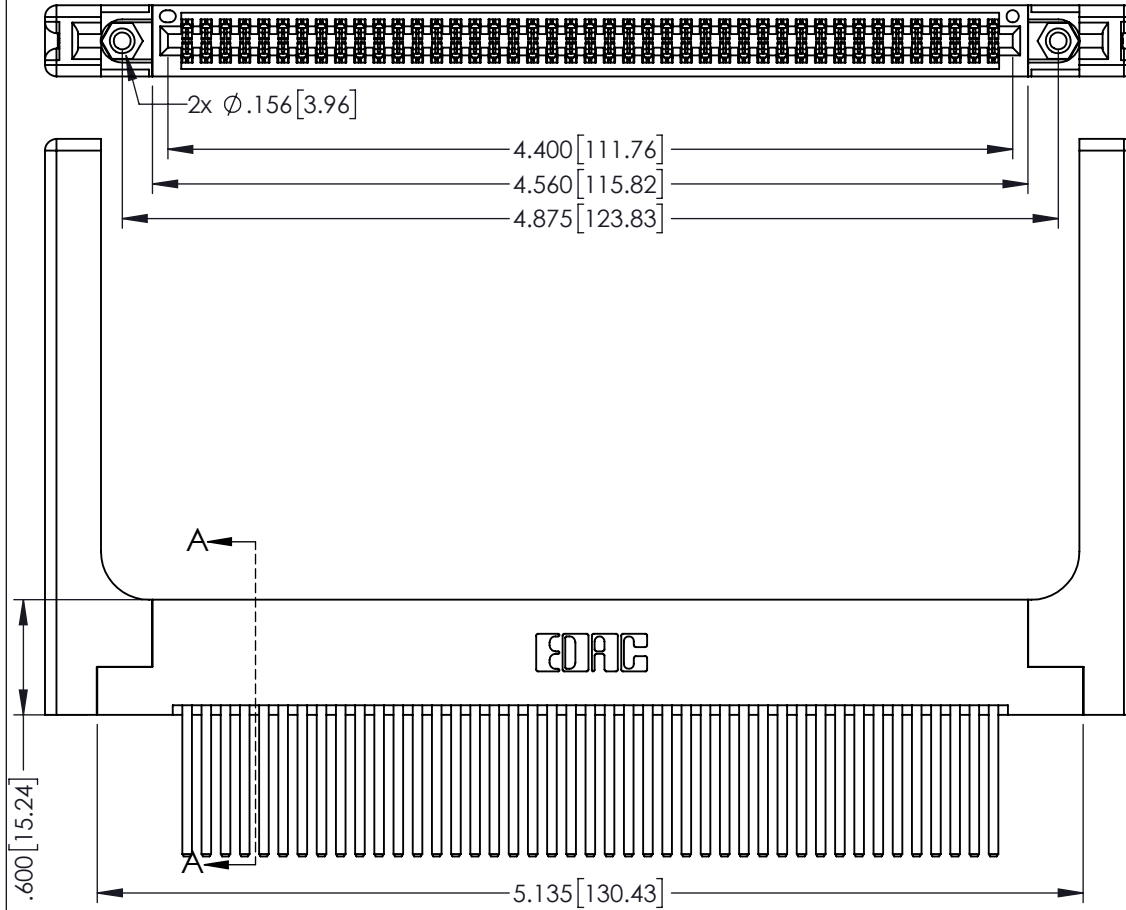 2x ∅.156[3.96]
4.400[111.76]
4.560[115.82]
4.875[123.83]
A
EDAC
.600[15.24]
A
5.135[130.43]